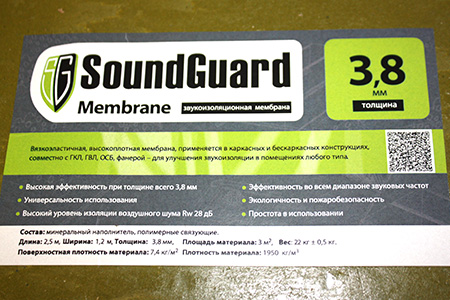 SG SoundGuard
Membrane звукоизоляционная мембрана
3,8
мм
толщина
Вязкоэластичная, высокоплотная мембрана, применяется в каркасных и бескаркасных конструкциях,
совместно с ГКЛ, ГВЛ, ОСБ, фанерой – для улучшения звукоизоляции в помещениях любого типа.
• Высокая эффективность при толщине всего 3,8 мм
• Универсальность использования
• Высокий уровень изоляции воздушного шума Rw 28 дБ
• Эффективность во всем диапазоне звуковых частот
• Экологичность и пожаробезопасность
• Простота в использовании
Состав: минеральный наполнитель, полимерные связующие.
Длина: 2,5 м, Ширина: 1,2 м, Толщина: 3,8 мм, Площадь материала: 3 м², Вес: 22 кг ± 0,5 кг.
Поверхностная плотность материала: 7,4 кг/м² Плотность материала: 1950 кг/м³